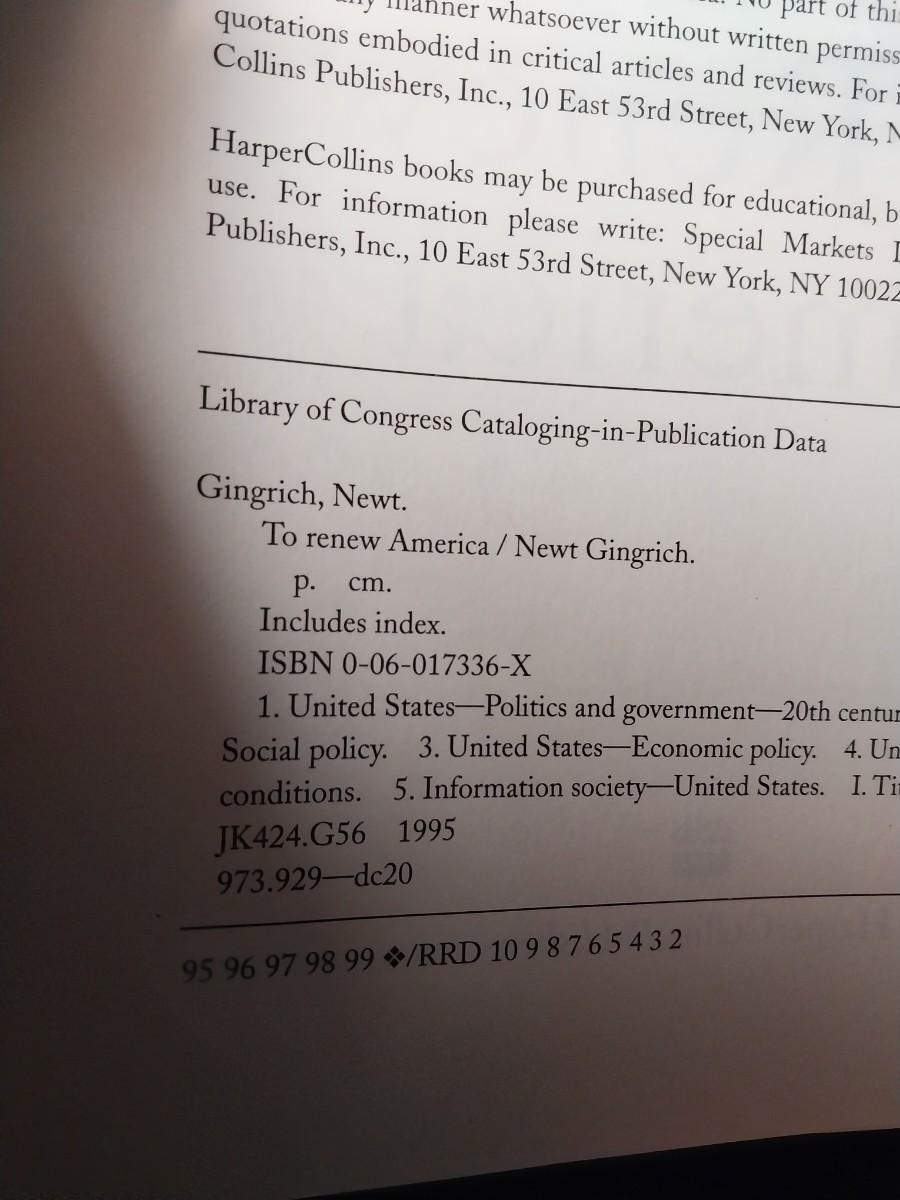 manner whatsoever without written permiss
quotations embodied in critical articles and reviews. For i
Collins Publishers, Inc., 10 East 53rd Street, New York, N
HarperCollins books may be purchased for educational, b
use. For information please write: Special Markets
Publishers, Inc., 10 East 53rd Street, New York, NY 10022
Library of Congress Cataloging-in-Publication Data
Gingrich, Newt.
To renew America / Newt Gingrich.
p. cm.
Includes index.
ISBN 0-06-017336-X
1. United States—Politics and government—20th centur
Social policy. 3. United States—Economic policy. 4. Un
conditions. 5. Information society—United States. I. Ti
JK424.G56 1995
973.929—dc20
95 96 97 98 99 ❖/RRD 10 9 8 7 6 5 4 3 2